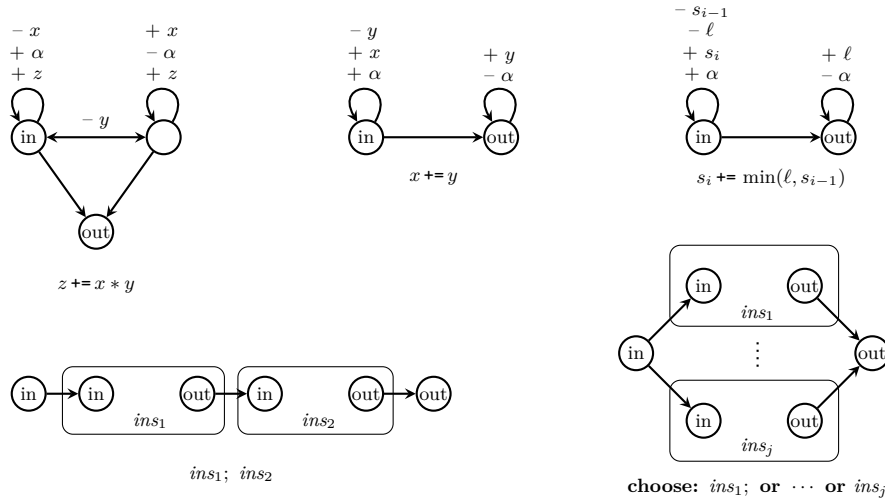 – x
+ α
+ z
+ x
– α
+ z
in
– y
out
z += x * y
– y
+ x
+ α
+ y
– α
in
out
x += y
– s_{i−1}
– ℓ
+ s_i
+ α
+ ℓ
– α
in
out
s_i += min(ℓ, s_{i−1})
in
in
out
ins_1
in
out
ins_2
out
ins_1; ins_2
in
in
out
ins_1
⋮
in
out
ins_j
out
choose: ins_1; or ⋯ or ins_j